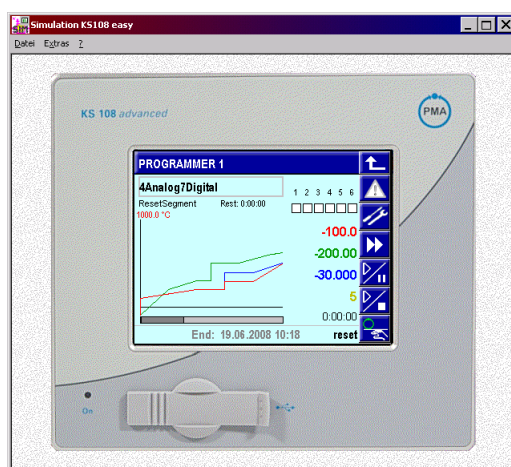 Simulation KS108 easy
Datei Extras ?
KS 108 advanced
PMA
PROGRAMMER 1
4Analog7Digital
1 2 3 4 5 6
ResetSegment Rest: 0:00:00
1000.0 °C
-100.0
-200.00
-30.000
5
0:00:00
End: 19.06.2008 10:18 reset
On